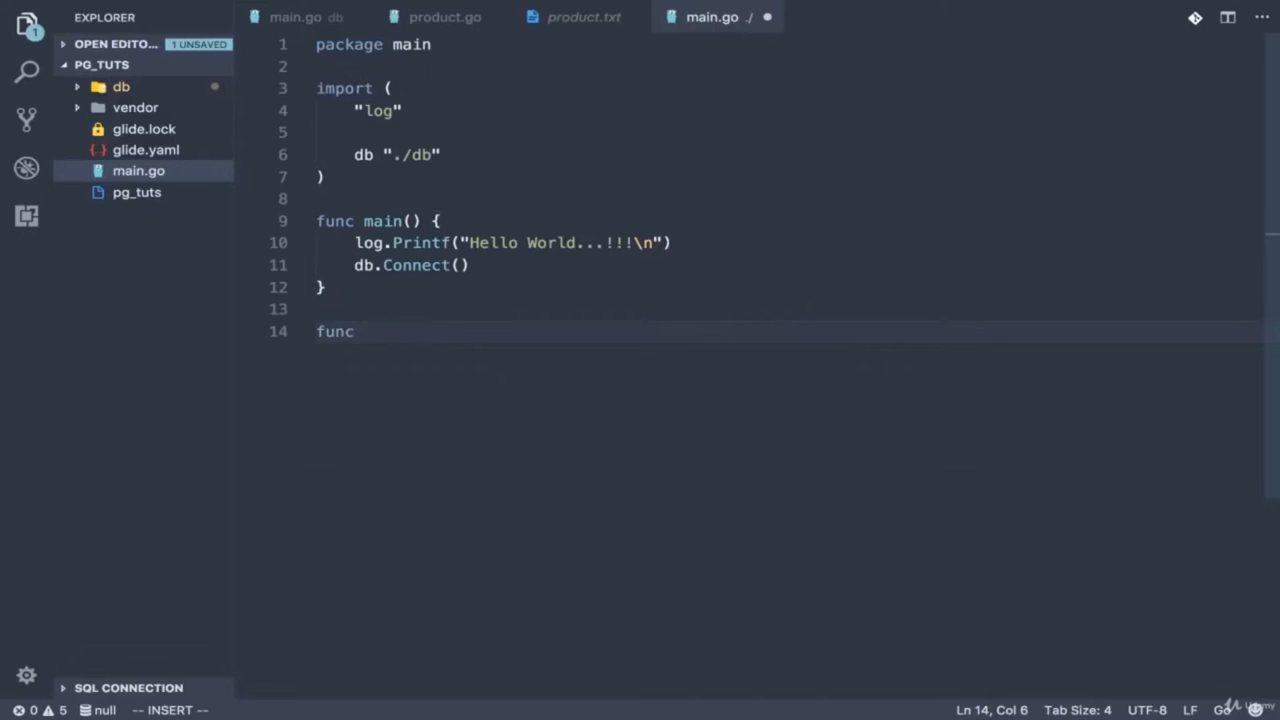 EXPLORER
main.go db
product.go
product.txt
main.go ./
OPEN EDITO... 1 UNSAVED
PG_TUTS
db
vendor
glide.lock
glide.yaml
main.go
pg_tuts
1 package main
2
3 import (
4 "log"
5
6 db "./db"
7 )
8
9 func main() {
10 log.Printf("Hello World...!!!\n")
11 db.Connect()
12 }
13
14 func
SQL CONNECTION
0 5 null -- INSERT -- Ln 14, Col 6 Tab Size: 4 UTF-8 LF Go
Udemy
1